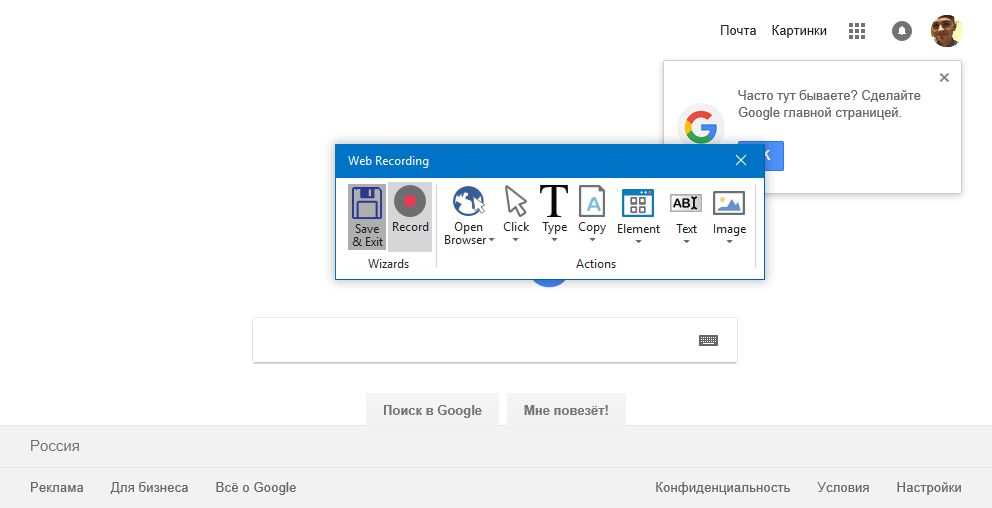 Почта Картинки
Часто тут бываете? Сделайте
Google главной страницей.
Web Recording
Save
& Exit
Record
Open
Browser
Click
Type
Copy
Element
Text
Image
Wizards
Actions
Поиск в Google
Мне повезёт!
Россия
Реклама Для бизнеса Всё о Google
Конфиденциальность Условия Настройки